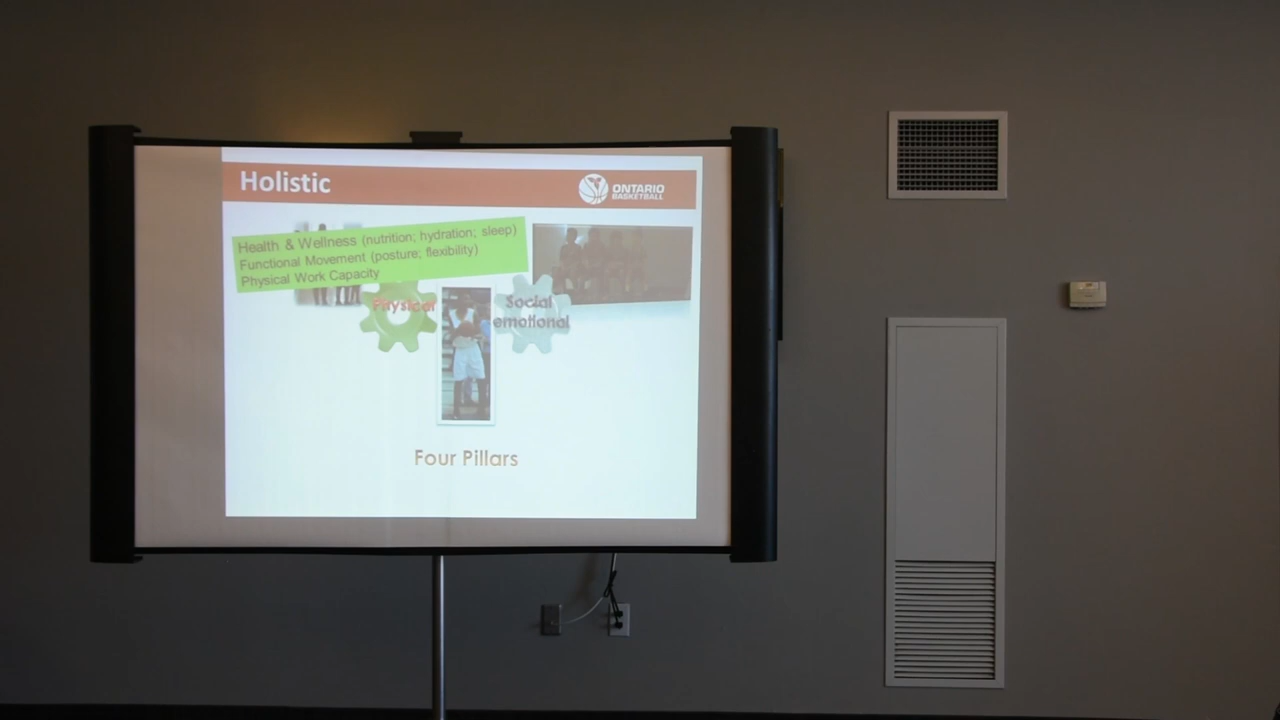 Holistic
ONTARIO
BASKETBALL
Health & Wellness (nutrition; hydration; sleep)
Functional Movement (posture; flexibility)
Physical Work Capacity
Physical
Social
emotional
Four Pillars